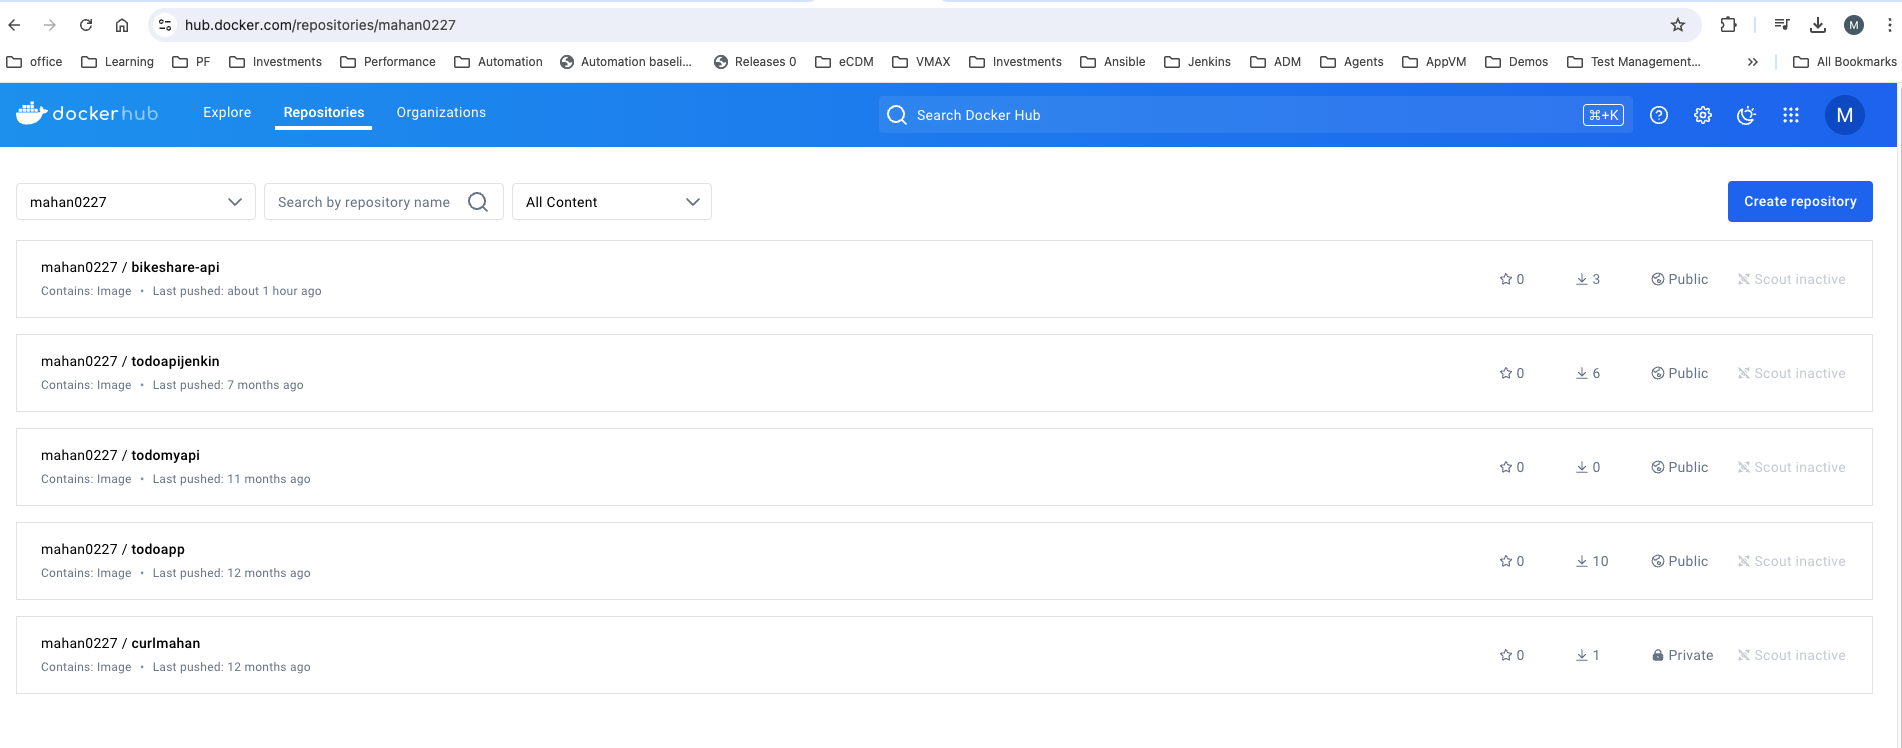 hub.docker.com/repositories/mahan0227
M
office Learning PF Investments Performance Automation Automation baseli... Releases 0 eCDM VMAX Investments Ansible Jenkins ADM Agents AppVM Demos Test Management... » All Bookmarks
dockerhub Explore Repositories Organizations Search Docker Hub ⌘+K M
mahan0227 Search by repository name All Content Create repository
mahan0227 / bikeshare-api
Contains: Image • Last pushed: about 1 hour ago
0 3 Public Scout inactive
mahan0227 / todoapijenkin
Contains: Image • Last pushed: 7 months ago
0 6 Public Scout inactive
mahan0227 / todomyapi
Contains: Image • Last pushed: 11 months ago
0 0 Public Scout inactive
mahan0227 / todoapp
Contains: Image • Last pushed: 12 months ago
0 10 Public Scout inactive
mahan0227 / curlmahan
Contains: Image • Last pushed: 12 months ago
0 1 Private Scout inactive